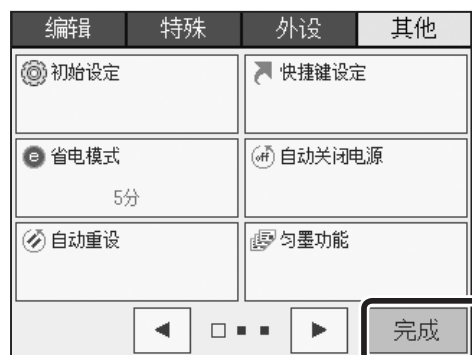 编辑 特殊 外设 其他
初始设定 快捷键设定
省电模式 自动关闭电源
5分
自动重设 匀墨功能
完成